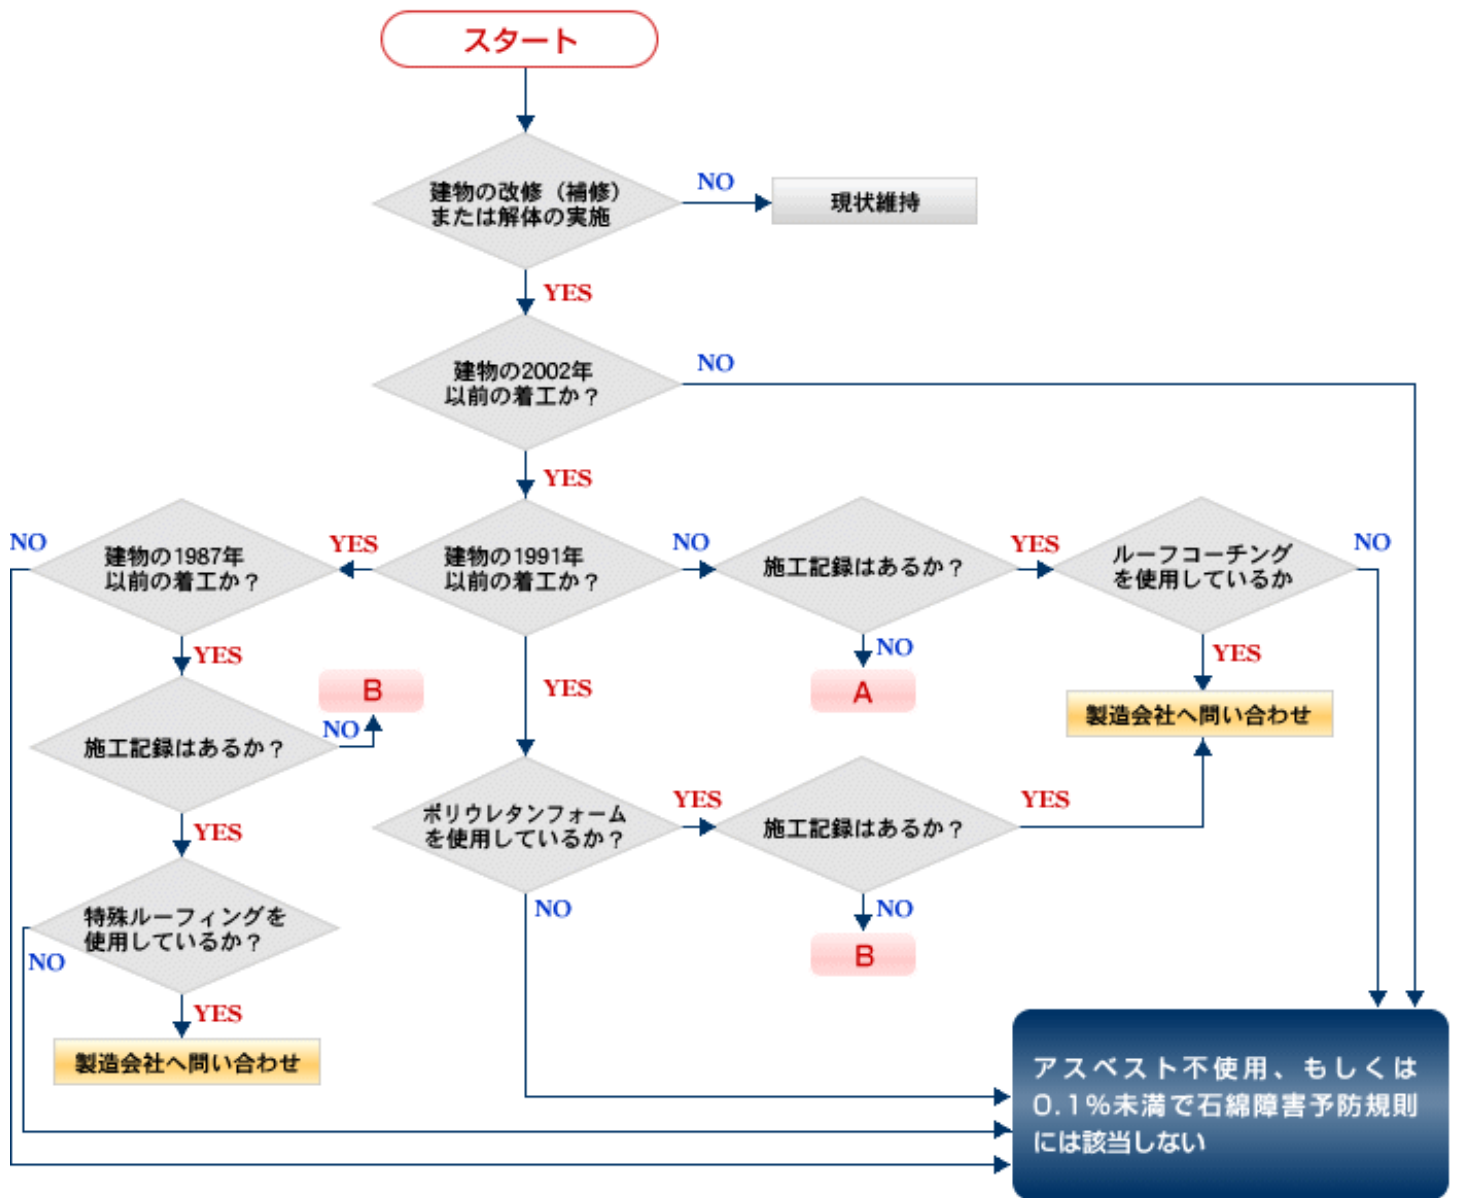 スタート
建物の改修（補修）
または解体の実施
NO
現状維持
YES
建物の2002年
以前の着工か？
NO
YES
NO
建物の1987年
以前の着工か？
YES
建物の1991年
以前の着工か？
NO
施工記録はあるか？
YES
ルーフコーチング
を使用しているか
NO
YES
B
NO
YES
NO
A
YES
製造会社へ問い合わせ
施工記録はあるか？
YES
ポリウレタンフォーム
を使用しているか？
YES
施工記録はあるか？
YES
特殊ルーフィングを
使用しているか？
NO
YES
NO
NO
B
製造会社へ問い合わせ
アスベスト不使用、もしくは
0.1%未満で石綿障害予防規則
には該当しない